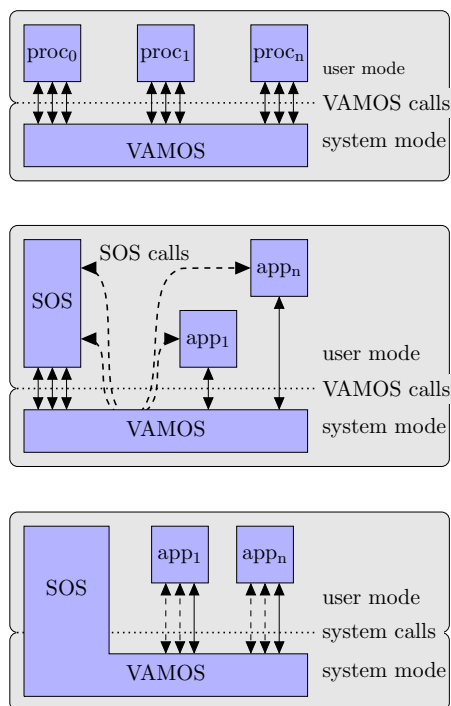 proc₀ proc₁ procₙ
user mode
VAMOS calls
system mode
VAMOS
SOS calls
appₙ
SOS
app₁
user mode
VAMOS calls
system mode
VAMOS
app₁ appₙ
SOS
user mode
system calls
system mode
VAMOS